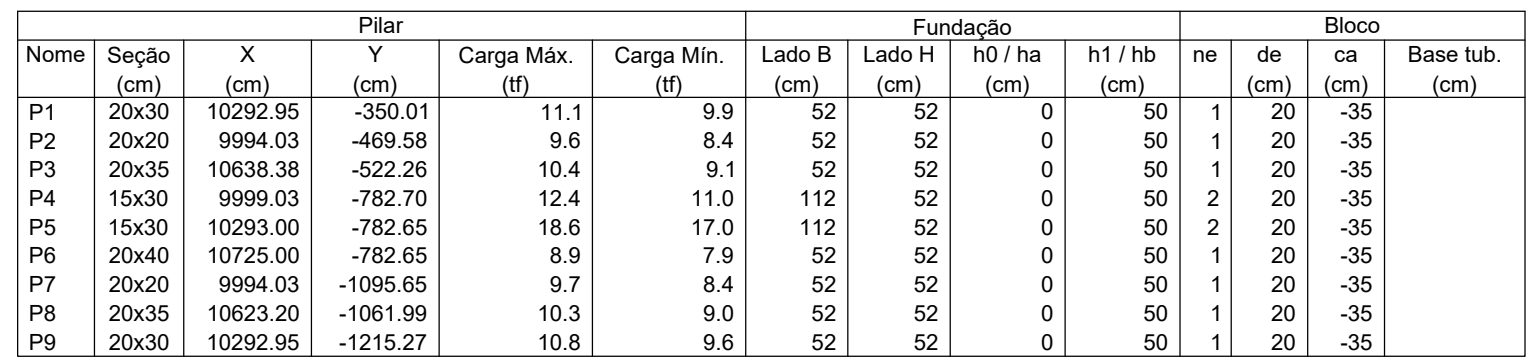 Pilar Fundação Bloco
Nome Seção X Y Carga Máx. Carga Mín. Lado B Lado H h0 / ha h1 / hb ne de ca Base tub.
(cm) (cm) (cm) (tf) (tf) (cm) (cm) (cm) (cm) (cm) (cm) (cm)
P1 20x30 10292.95 -350.01 11.1 9.9 52 52 0 50 1 20 -35
P2 20x20 9994.03 -469.58 9.6 8.4 52 52 0 50 1 20 -35
P3 20x35 10638.38 -522.26 10.4 9.1 52 52 0 50 1 20 -35
P4 15x30 9999.03 -782.70 12.4 11.0 112 52 0 50 2 20 -35
P5 15x30 10293.00 -782.65 18.6 17.0 112 52 0 50 2 20 -35
P6 20x40 10725.00 -782.65 8.9 7.9 52 52 0 50 1 20 -35
P7 20x20 9994.03 -1095.65 9.7 8.4 52 52 0 50 1 20 -35
P8 20x35 10623.20 -1061.99 10.3 9.0 52 52 0 50 1 20 -35
P9 20x30 10292.95 -1215.27 10.8 9.6 52 52 0 50 1 20 -35